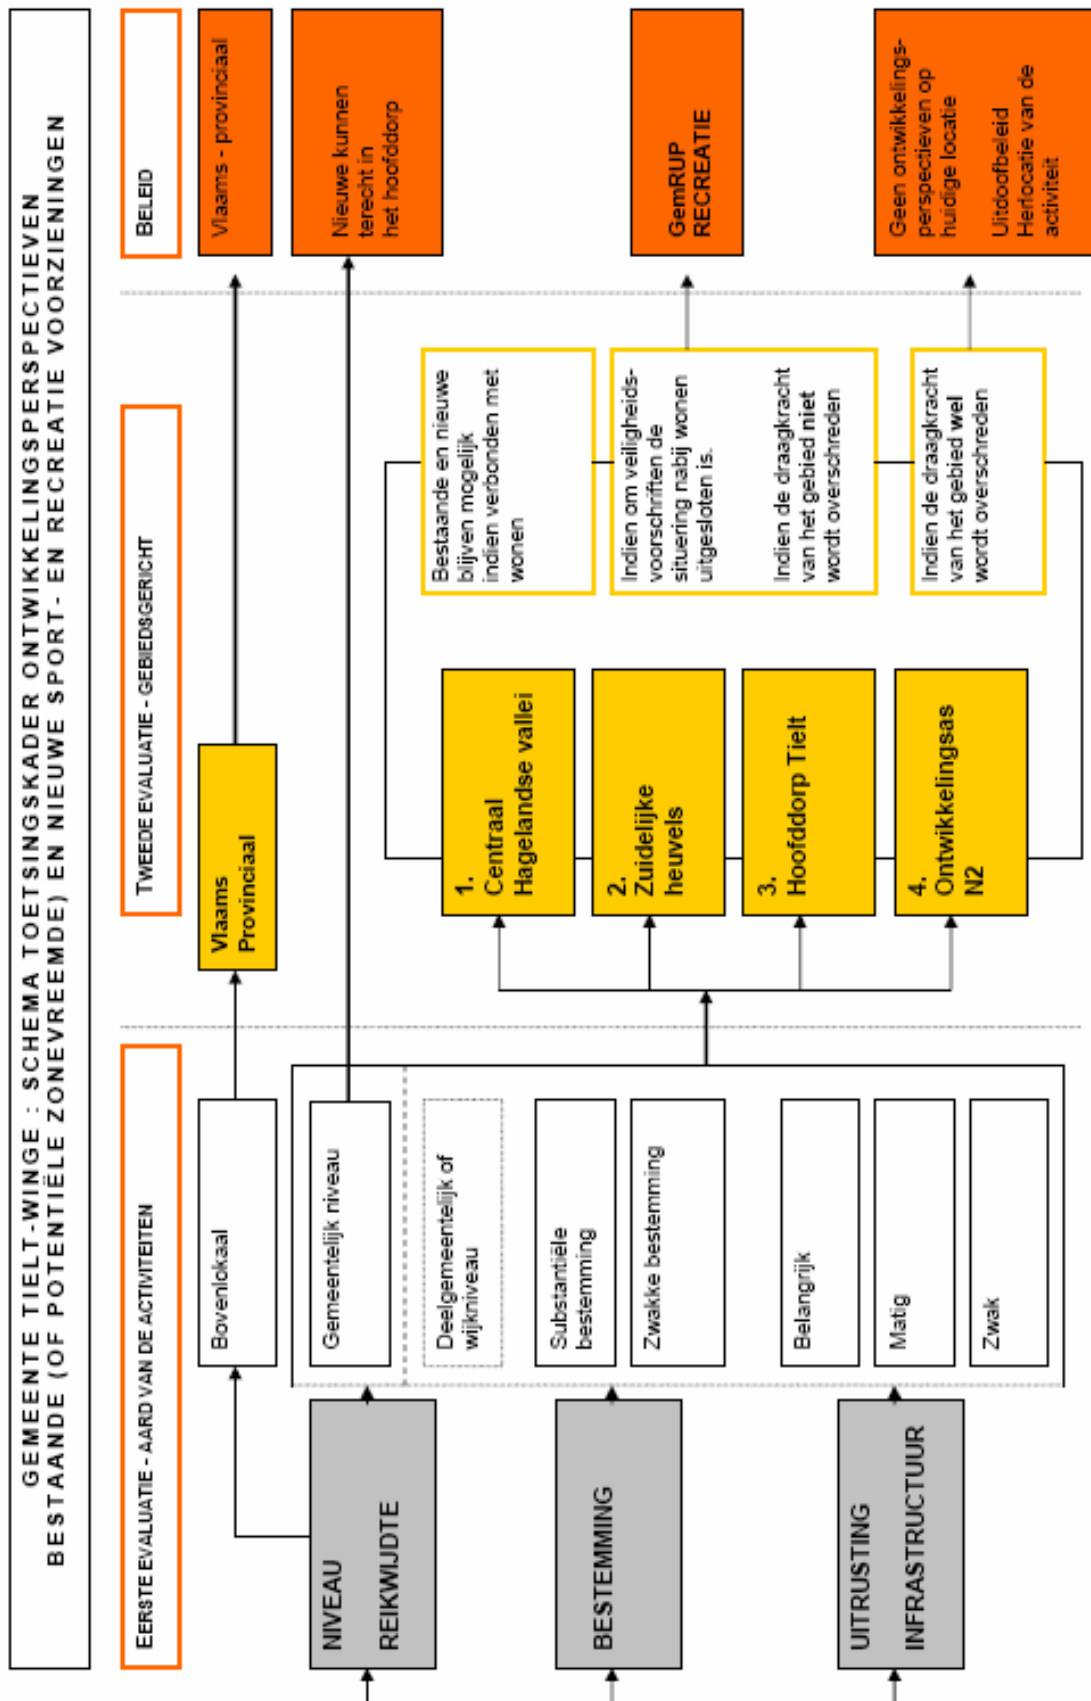 GEMEENTE TIELT-WINGE : SCHEMA TOETSINGSKADER ONTWIKKELINGSPERSPECTIEVEN
BESTAANDE (OF POTENTIËLE ZONEVREEMDE) EN NIEUWE SPORT- EN RECREATIE VOORZIENINGEN
EERSTE EVALUATIE - AARD VAN DE ACTIVITEITEN
TWEEDE EVALUATIE - GEBIEDSGERICHT
BELEID
NIVEAU
REIKWIJDTE
BESTEMMING
UITRUSTING
INFRASTRUCTUUR
Bovenlokaal
Gemeentelijk niveau
Deelgemeentelijk of
wijkniveau
Substantiële
bestemming
Zwakke bestemming
Belangrijk
Matig
Zwak
Vlaams
Provinciaal
1.
Centraal
Hagelandse vallei
2.
Zuidelijke
heuvels
3.
Hoofddorp Tielt
4.
Ontwikkelingsas
N2
Bestaande en nieuwe
blijven mogelijk
indien verbonden met
wonen
Indien om veiligheids-
voorschriften de
situering nabij wonen
uitgesloten is.
Indien de draagkracht
van het gebied niet
wordt overschreden
Indien de draagkracht
van het gebied wel
wordt overschreden
Vlaams - provinciaal
Nieuwe kunnen
terecht in
het hoofddorp
GemRUP
RECREATIE
Geen ontwikkelings-
perspectieven op
huidige locatie
Uitdoofbeleid
Herlocatie van de
activiteit